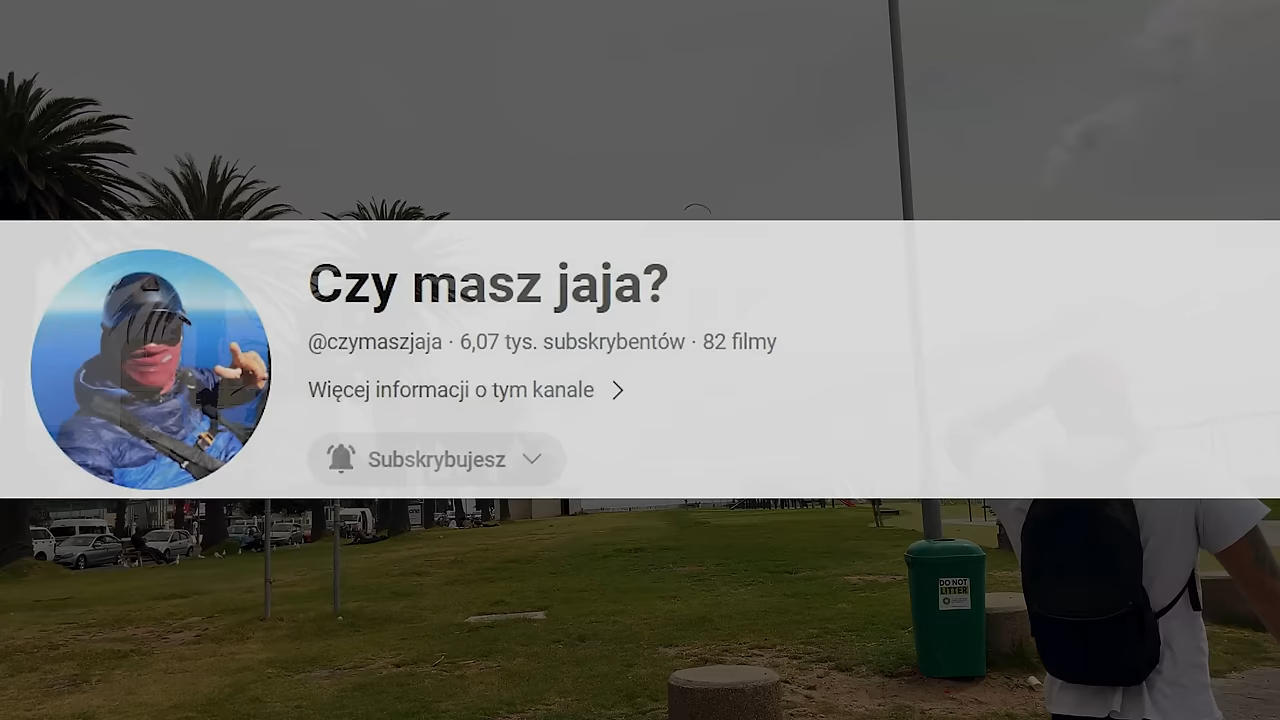 Czy masz jaja?
@czymaszjaja · 6,07 tys. subskrybentów · 82 filmy
Więcej informacji o tym kanale
Subskrybujesz
DO NOT
LITTER